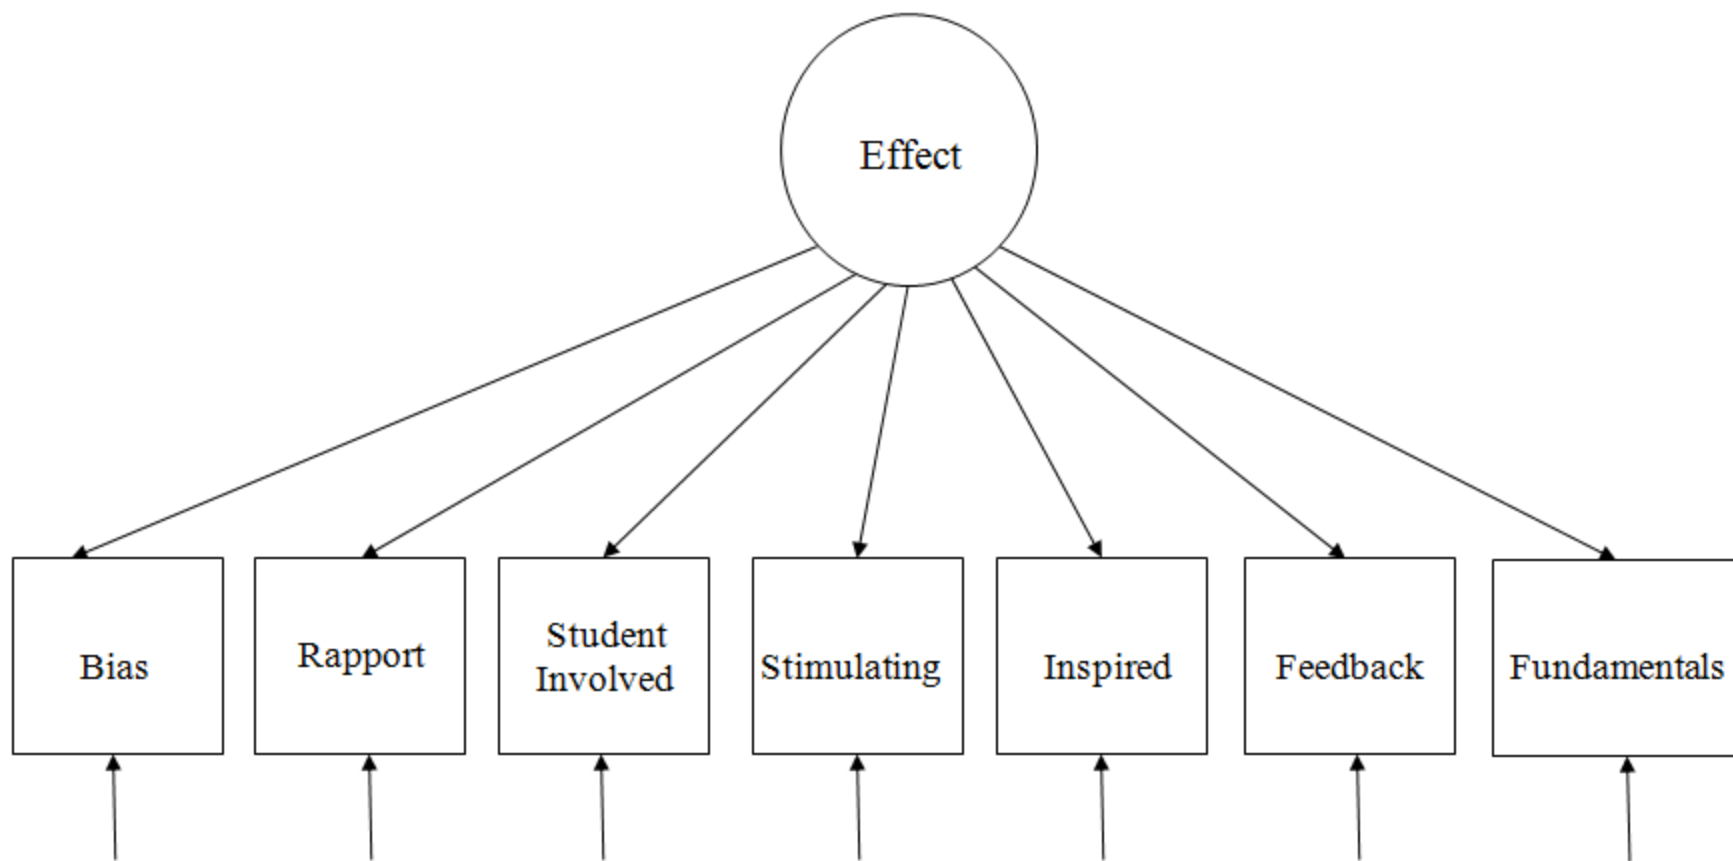 Effect
Bias
Rapport
Student
Involved
Stimulating
Inspired
Feedback
Fundamentals